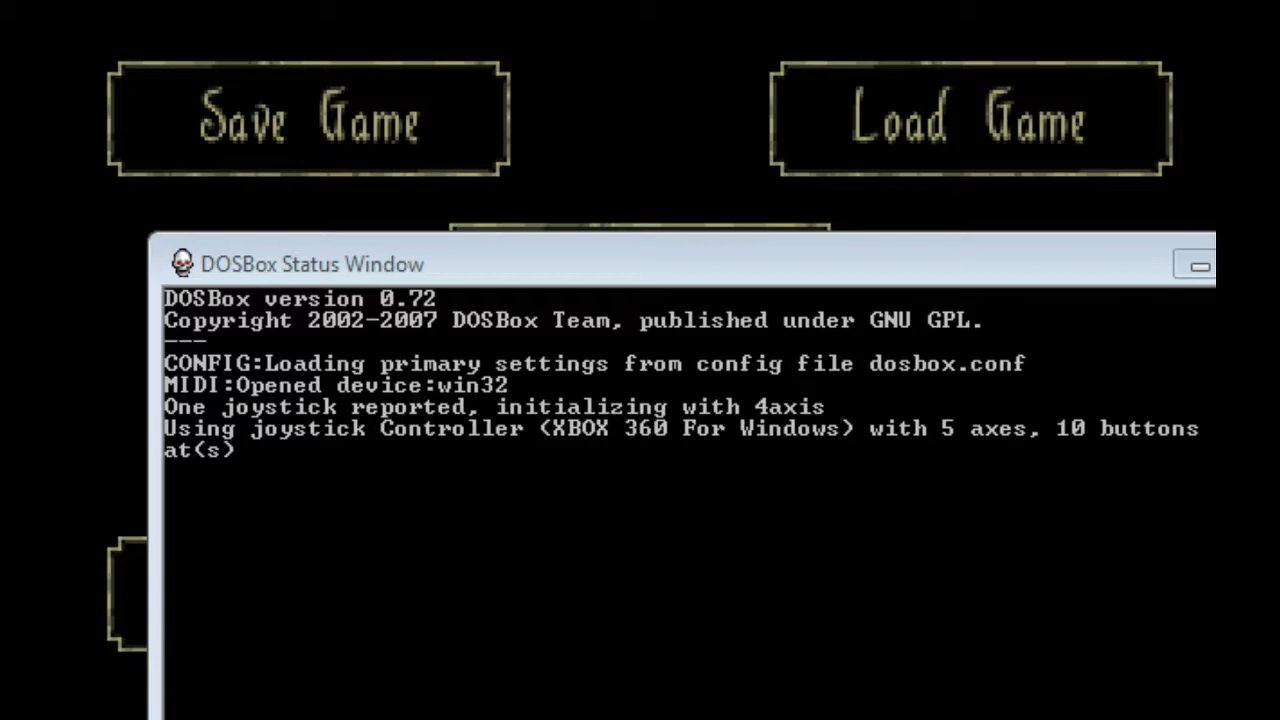 Save Game
Load Game
DOSBox Status Window
DOSBox version 0.72
Copyright 2002-2007 DOSBox Team, published under GNU GPL.
---
CONFIG:Loading primary settings from config file dosbox.conf
MIDI:Opened device:win32
One joystick reported, initializing with 4axis
Using joystick Controller (XBOX 360 For Windows) with 5 axes, 10 buttons
at(s)